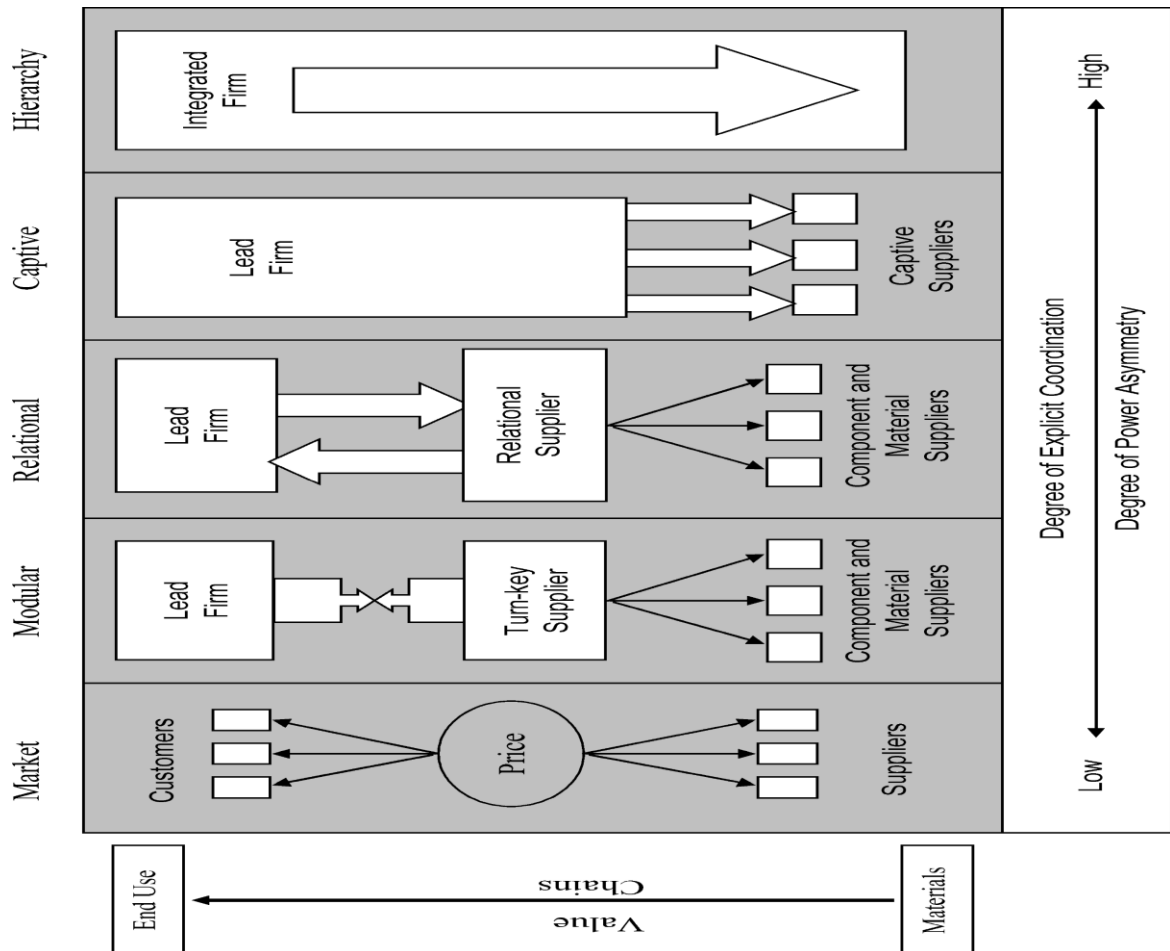 Market
Modular
Relational
Captive
Hierarchy
End Use
Value
Chains
Materials
Customers
Price
Suppliers
Lead
Firm
Turn-key
Supplier
Component and
Material
Suppliers
Lead
Firm
Relational
Supplier
Component and
Material
Suppliers
Lead
Firm
Captive
Suppliers
Integrated
Firm
Low
Degree of Explicit Coordination
Degree of Power Asymmetry
High